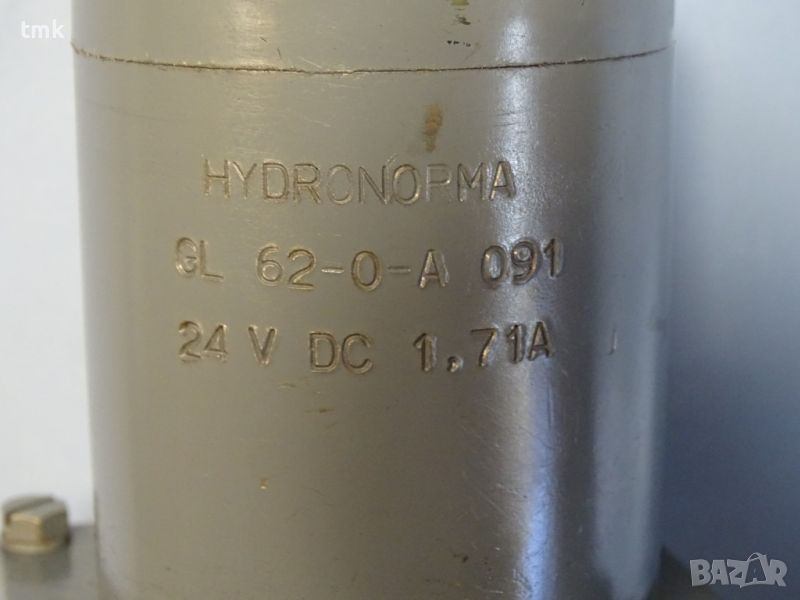 tmk
HYDRONORMA
GL 62-0-A 091
24 V DC 1,71A
BAZAR